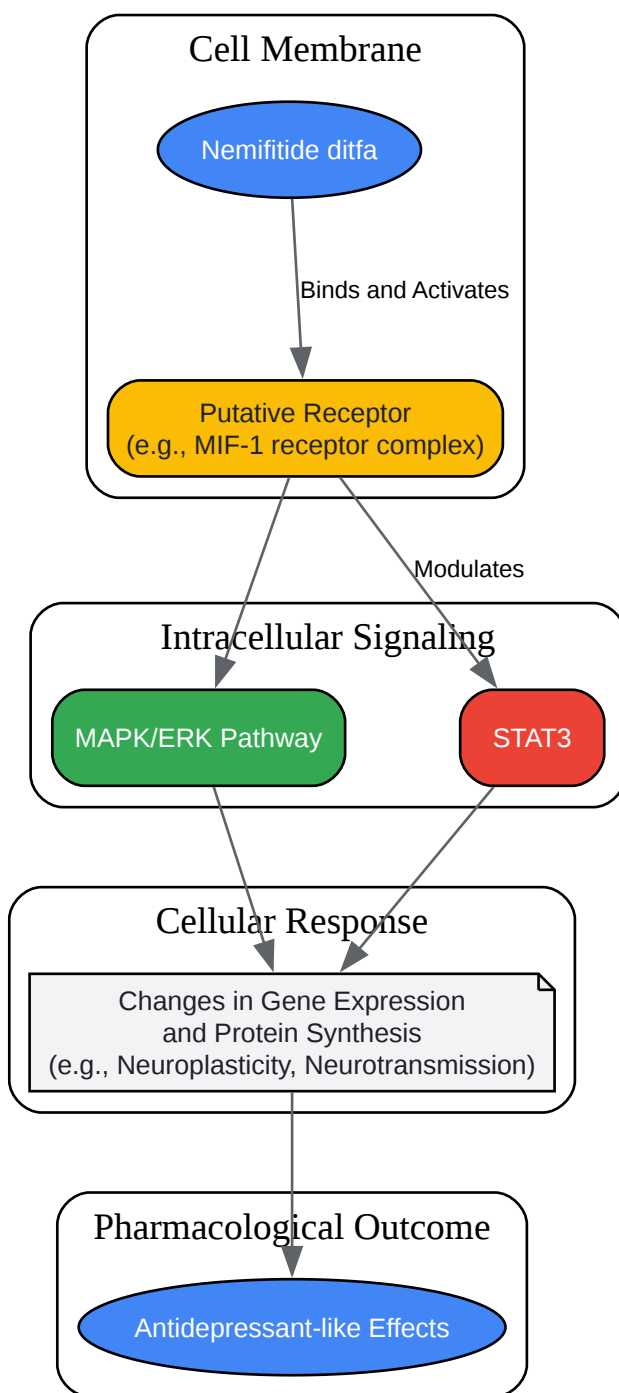 Cell Membrane
Nemifitide ditfa
Binds and Activates
Putative Receptor
(e.g., MIF-1 receptor complex)
Modulates
Intracellular Signaling
MAPK/ERK Pathway
STAT3
Cellular Response
Changes in Gene Expression
and Protein Synthesis
(e.g., Neuroplasticity, Neurotransmission)
Pharmacological Outcome
Antidepressant-like Effects